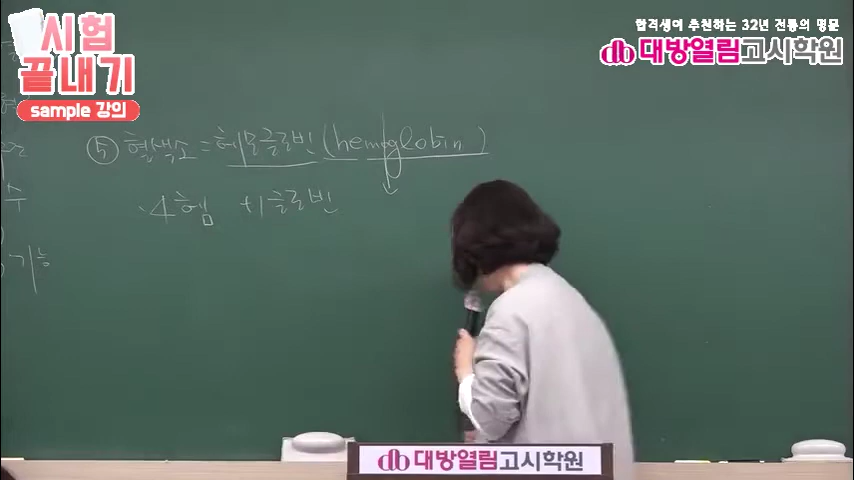 시험
끝내기
sample 강의
합격생이 추천하는 32년 전통의 명문
db 대방열림고시학원
⑤ 혈색소 = 헤모글로빈 (hemoglobin)
· 4 헴 + 1 글로빈
수
기능
db 대방열림고시학원